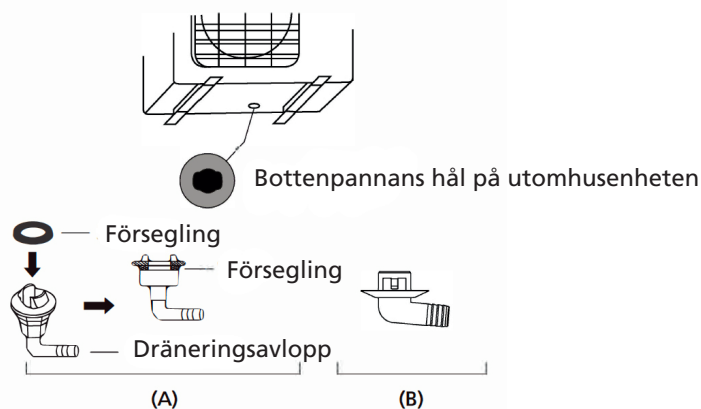 Bottenpannans hål på utomhusenheten
Försegling
Försegling
Dräneringsavlopp
(A)
(B)